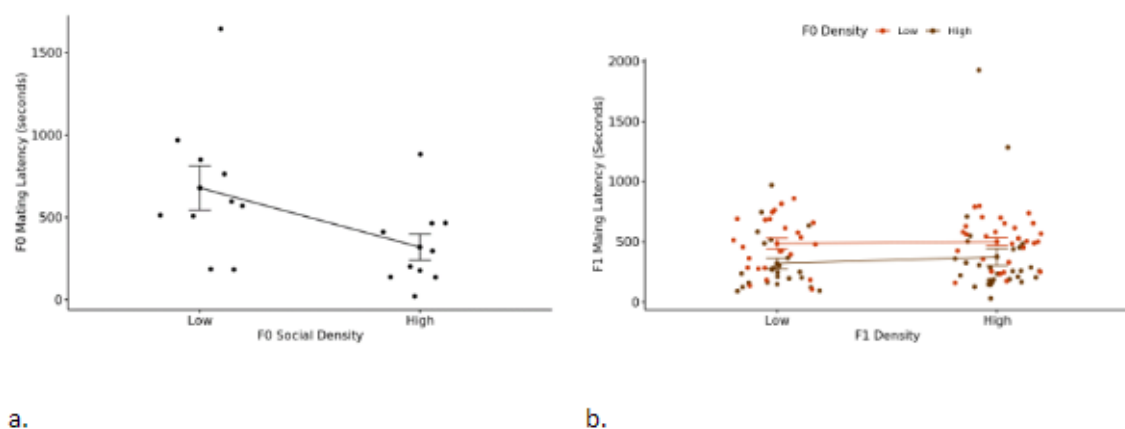 F0 Mating Latency (seconds)
1500
1000
500
0
Low
High
F0 Social Density
a.
F0 Density
Low
High
F1 Maing Latency (Seconds)
2000
1500
1000
500
0
Low
High
F1 Density
b.